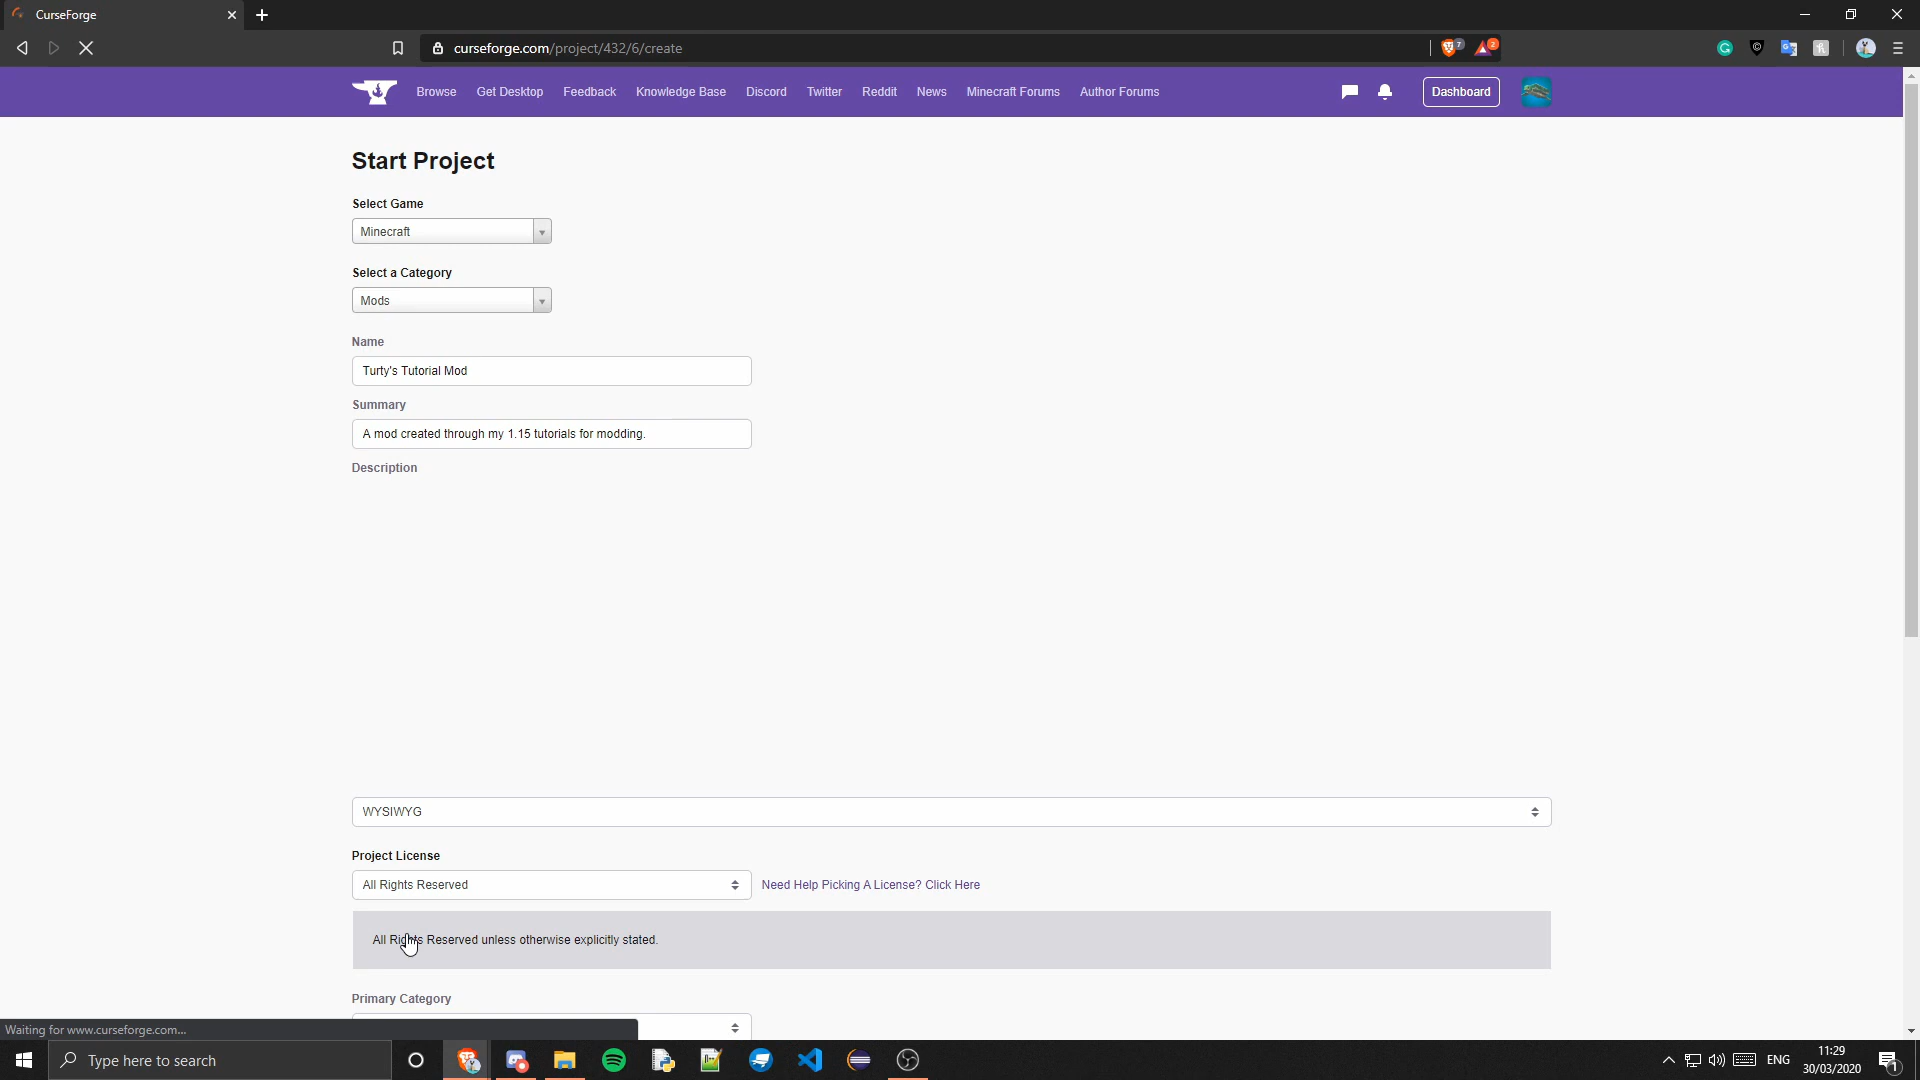 CurseForge
curseforge.com/project/432/6/create
7
2
Browse
Get Desktop
Feedback
Knowledge Base
Discord
Twitter
Reddit
News
Minecraft Forums
Author Forums
Dashboard
Start Project
Select Game
Minecraft
Select a Category
Mods
Name
Turty's Tutorial Mod
Summary
A mod created through my 1.15 tutorials for modding.
Description
WYSIWYG
Project License
All Rights Reserved
Need Help Picking A License? Click Here
All Rights Reserved unless otherwise explicitly stated.
Primary Category
Waiting for www.curseforge.com...
Type here to search
ENG
11:29
30/03/2020
1